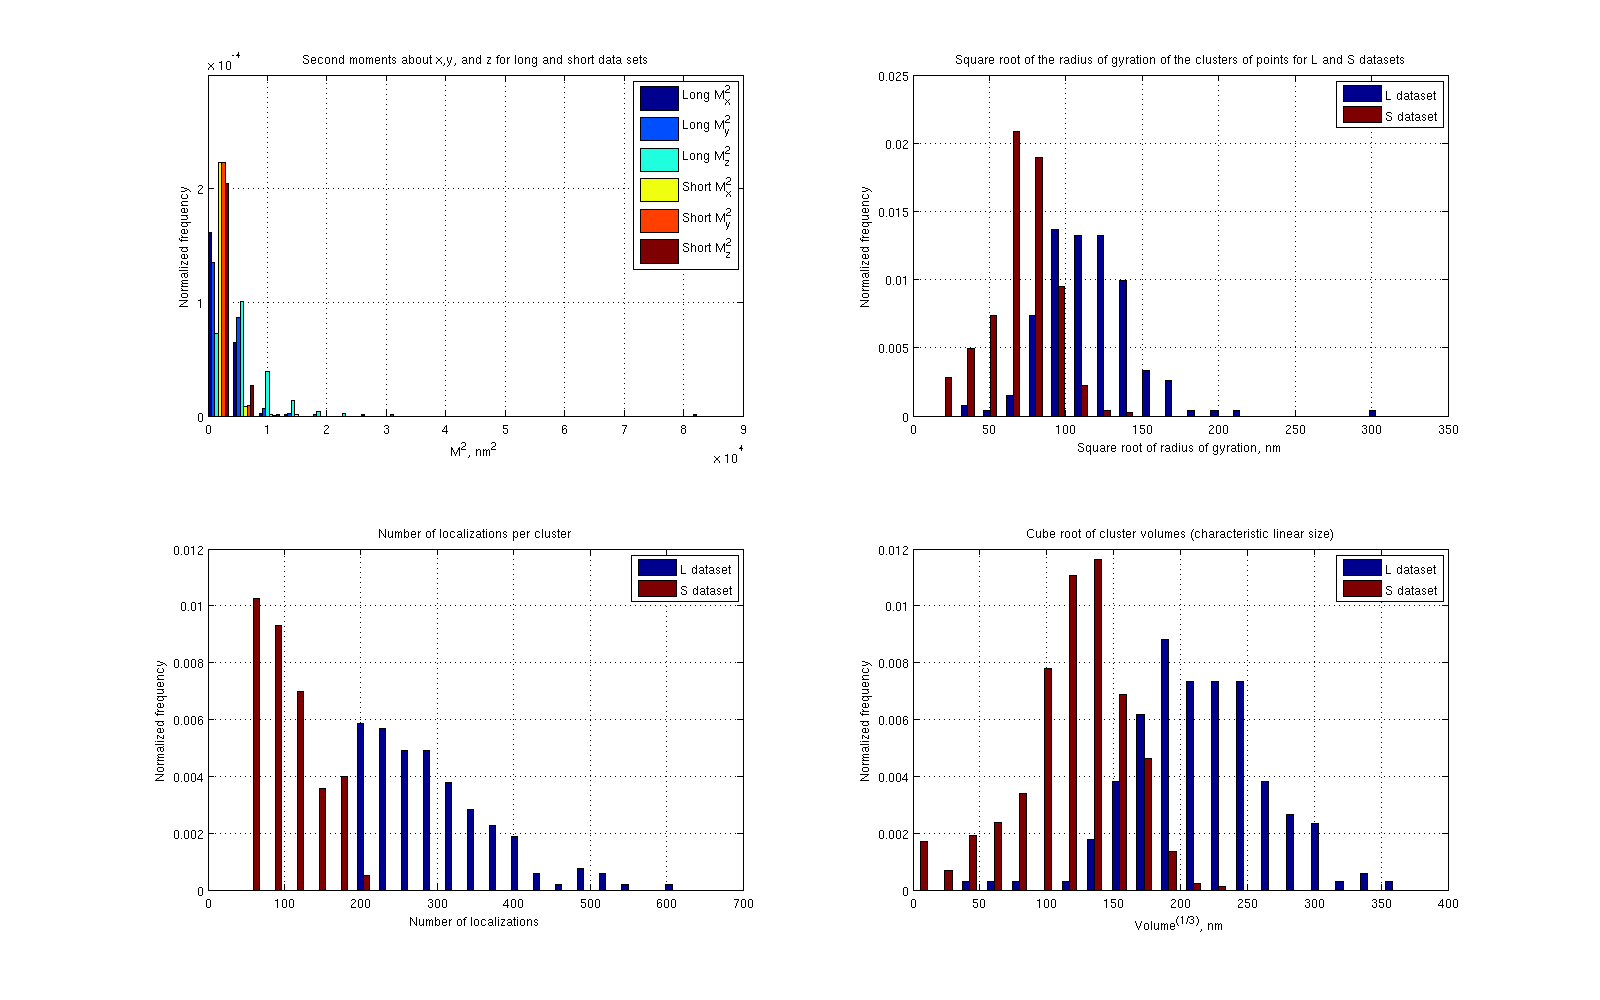 Second moments about x,y, and z for long and short data sets
× 10^-4
Normalized frequency
2
1
0
0 1 2 3 4 5 6 7 8 9
M^2, nm^2
× 10^4
Long M_x^2
Long M_y^2
Long M_z^2
Short M_x^2
Short M_y^2
Short M_z^2
Square root of the radius of gyration of the clusters of points for L and S datasets
Normalized frequency
0.025
0.02
0.015
0.01
0.005
0
0 50 100 150 200 250 300 350
Square root of radius of gyration, nm
L dataset
S dataset
Number of localizations per cluster
Normalized frequency
0.012
0.01
0.008
0.006
0.004
0.002
0
0 100 200 300 400 500 600 700
Number of localizations
L dataset
S dataset
Cube root of cluster volumes (characteristic linear size)
Normalized frequency
0.012
0.01
0.008
0.006
0.004
0.002
0
0 50 100 150 200 250 300 350 400
Volume^(1/3), nm
L dataset
S dataset